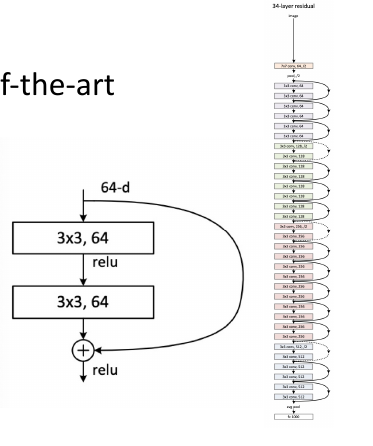 f-the-art
64-d
3x3, 64
relu
3x3, 64
relu
34-layer residual
image
7x7 conv, 64, /2
pool, /2
3x3 conv, 64
3x3 conv, 64
3x3 conv, 64
3x3 conv, 64
3x3 conv, 64
3x3 conv, 64
3x3 conv, 128, /2
3x3 conv, 128
3x3 conv, 128
3x3 conv, 128
3x3 conv, 128
3x3 conv, 128
3x3 conv, 128
3x3 conv, 128
3x3 conv, 256, /2
3x3 conv, 256
3x3 conv, 256
3x3 conv, 256
3x3 conv, 256
3x3 conv, 256
3x3 conv, 256
3x3 conv, 256
3x3 conv, 256
3x3 conv, 256
3x3 conv, 256
3x3 conv, 256
3x3 conv, 512, /2
3x3 conv, 512
3x3 conv, 512
3x3 conv, 512
3x3 conv, 512
3x3 conv, 512
avg pool
fc 1000